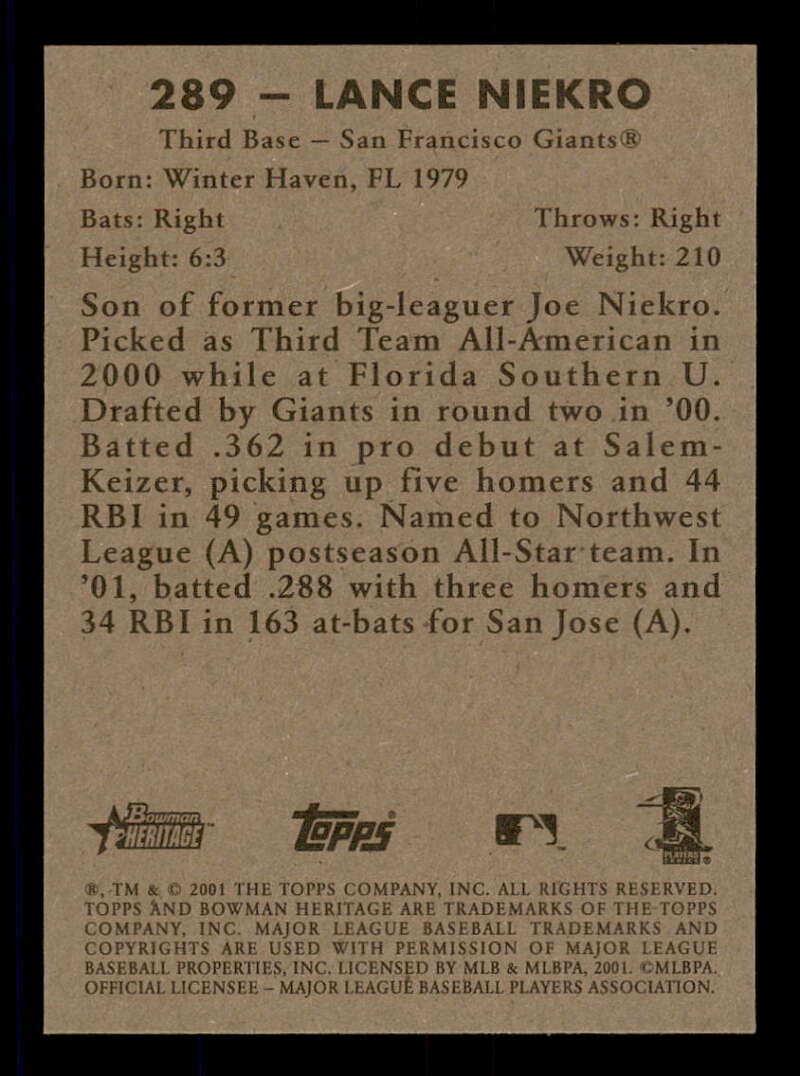 289 – LANCE NIEKRO
Third Base – San Francisco Giants®
Born: Winter Haven, FL 1979
Bats: Right Throws: Right
Height: 6:3 Weight: 210
Son of former big-leaguer Joe Niekro.
Picked as Third Team All-American in
2000 while at Florida Southern U.
Drafted by Giants in round two in ’00.
Batted .362 in pro debut at Salem-
Keizer, picking up five homers and 44
RBI in 49 games. Named to Northwest
League (A) postseason All-Star team. In
’01, batted .288 with three homers and
34 RBI in 163 at-bats for San Jose (A).
Bowman HERITAGE™ Topps
®, TM & © 2001 THE TOPPS COMPANY, INC. ALL RIGHTS RESERVED.
TOPPS AND BOWMAN HERITAGE ARE TRADEMARKS OF THE TOPPS
COMPANY, INC. MAJOR LEAGUE BASEBALL TRADEMARKS AND
COPYRIGHTS ARE USED WITH PERMISSION OF MAJOR LEAGUE
BASEBALL PROPERTIES, INC. LICENSED BY MLB & MLBPA, 2001. ©MLBPA.
OFFICIAL LICENSEE – MAJOR LEAGUE BASEBALL PLAYERS ASSOCIATION.